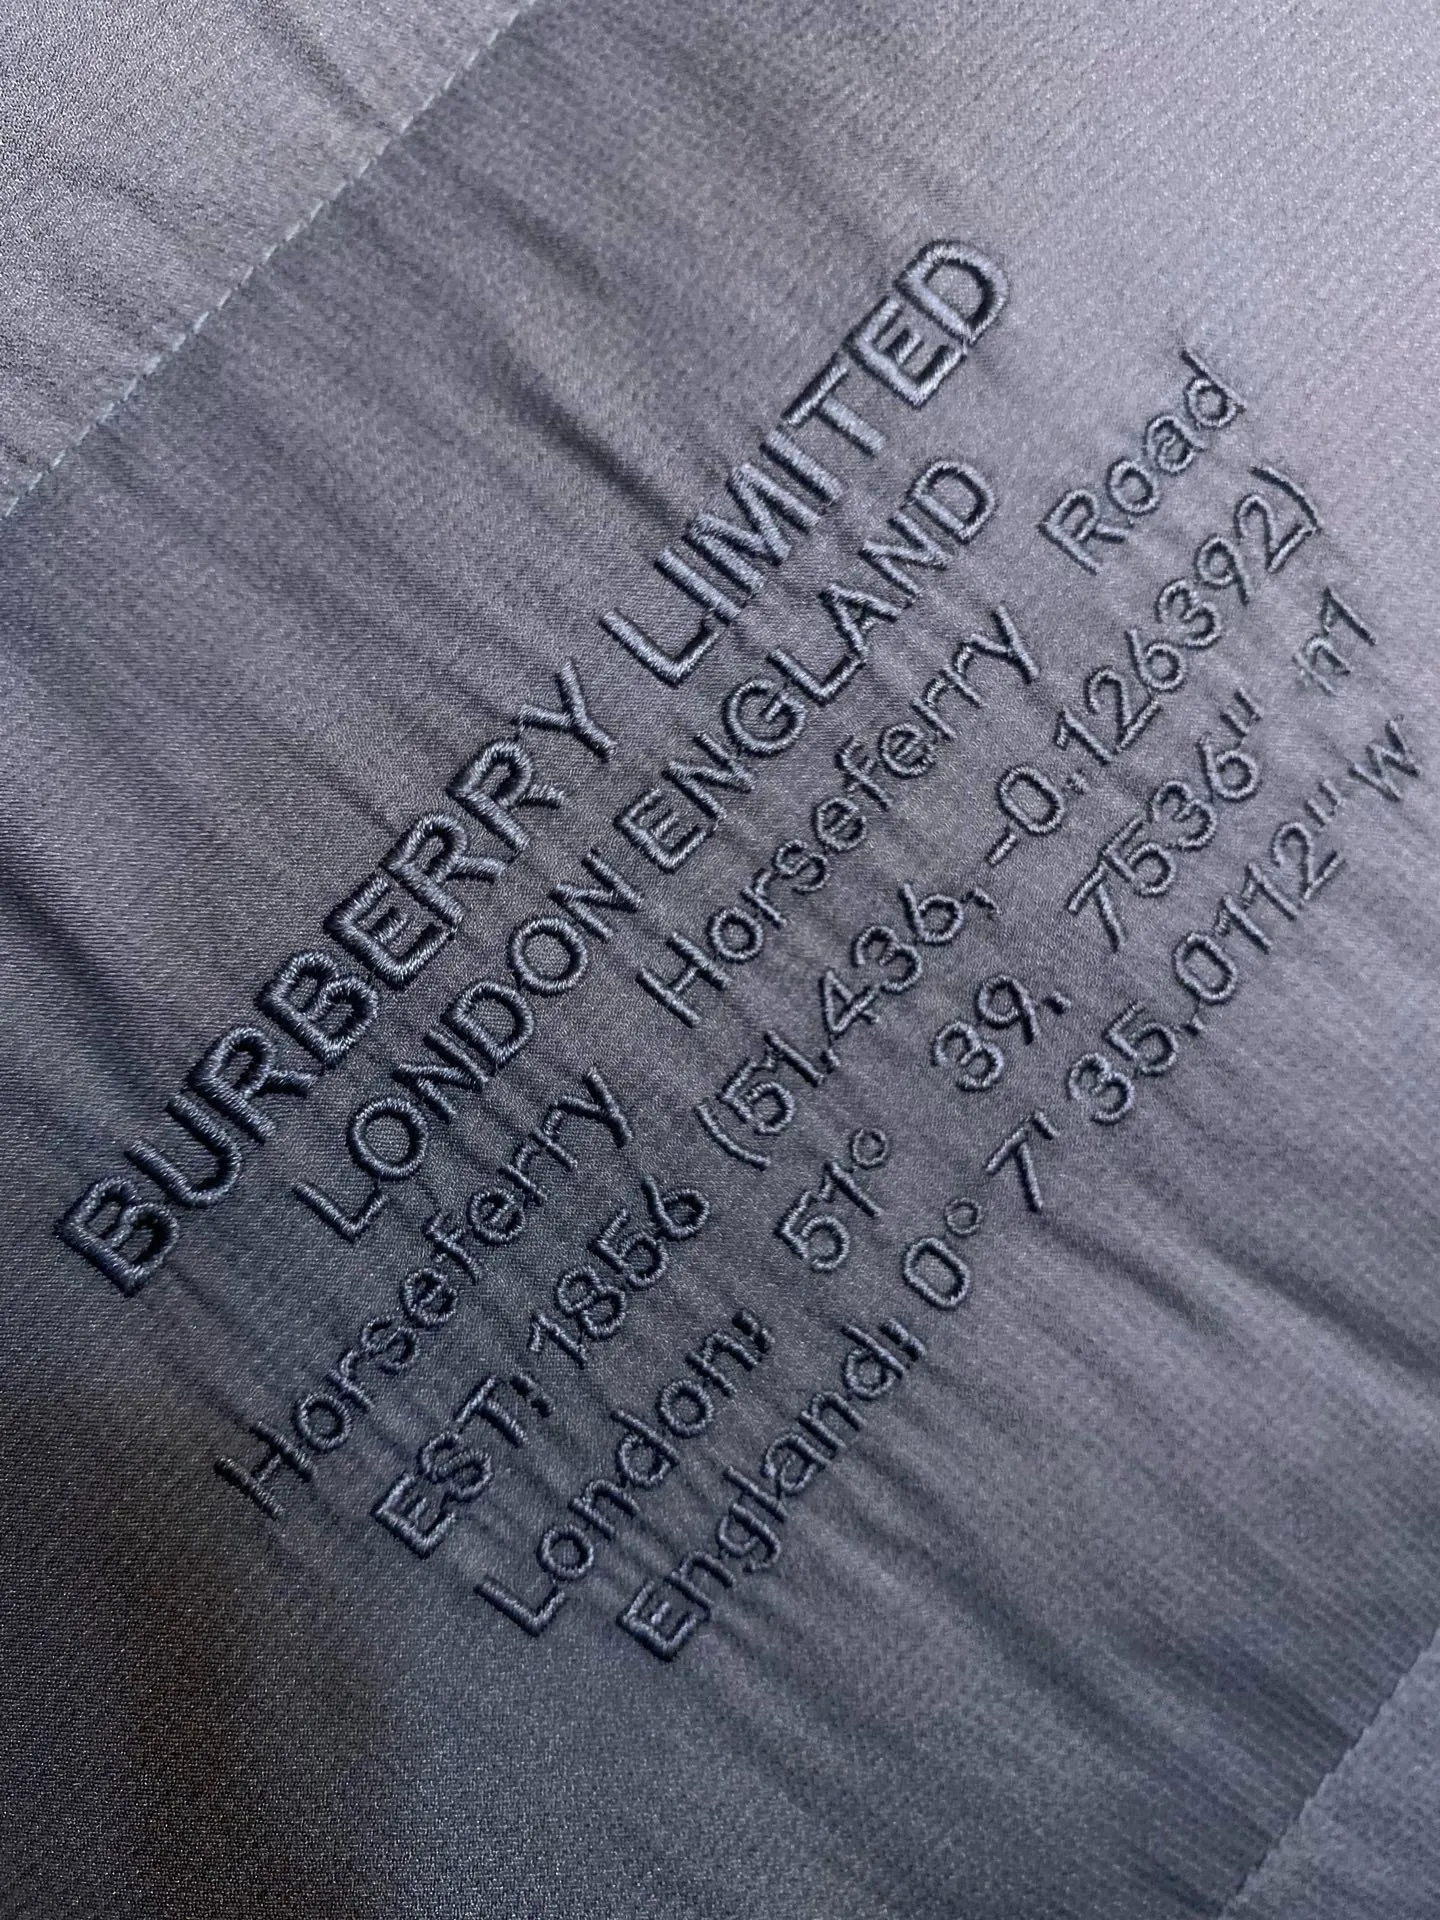 BURBERRY LIMITED
LONDON ENGLAND
Horseferry Horseferry Road
EST; 1856 (51.436, -0.126392)
London; 51° 39. 7536" n1
England; 0° 7' 35.0112" w